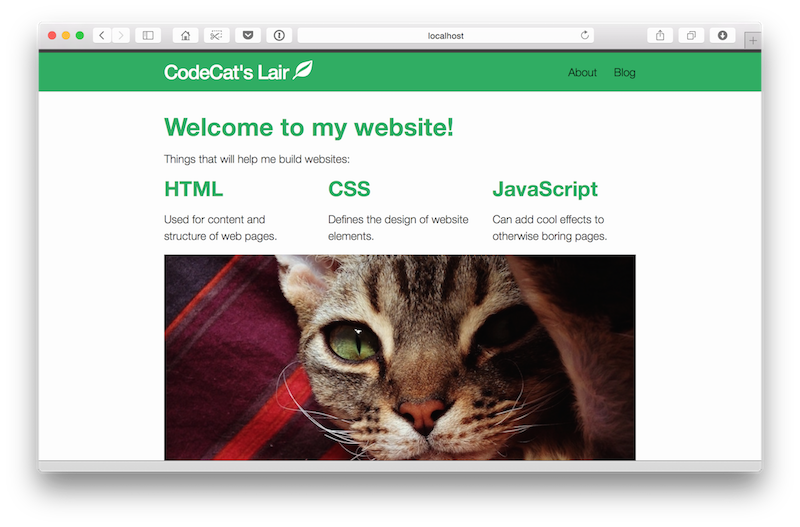 localhost
CodeCat's Lair
About Blog
Welcome to my website!
Things that will help me build websites:
HTML CSS JavaScript
Used for content and Defines the design of website Can add cool effects to
structure of web pages. elements. otherwise boring pages.